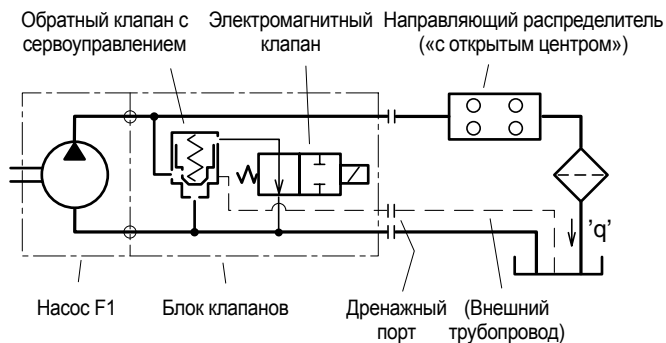 Обратный клапан с
сервоуправлением
Электромагнитный
клапан
Направляющий распределитель
(«с открытым центром»)
'q'
Насос F1
Блок клапанов
Дренажный
порт
(Внешний
трубопровод)